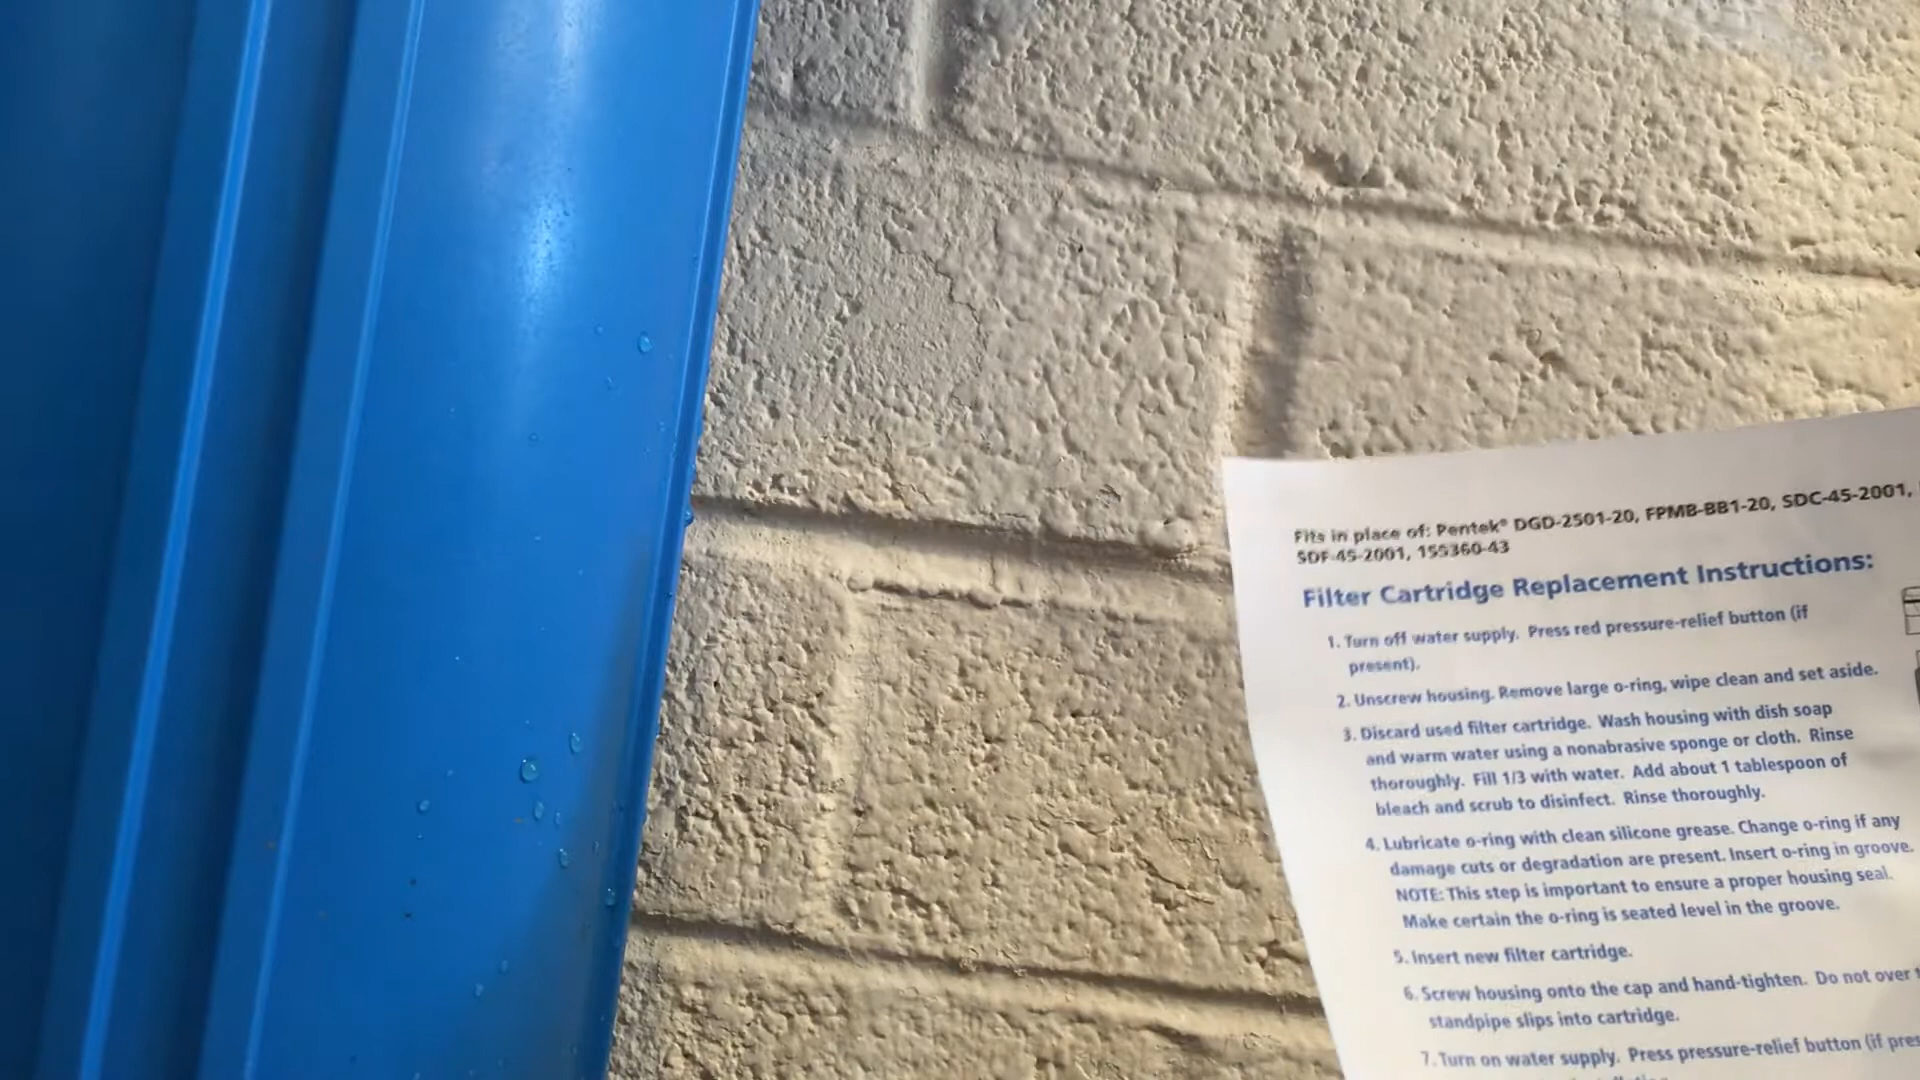 Fits in place of: Pentek® DGD-2501-20, FPMB-BB1-20, SDC-45-2001,
SDF-45-2001, 155360-43
Filter Cartridge Replacement Instructions:
1. Turn off water supply. Press red pressure-relief button (if
present).
2. Unscrew housing. Remove large o-ring, wipe clean and set aside.
3. Discard used filter cartridge. Wash housing with dish soap
and warm water using a nonabrasive sponge or cloth. Rinse
thoroughly. Fill 1/3 with water. Add about 1 tablespoon of
bleach and scrub to disinfect. Rinse thoroughly.
4. Lubricate o-ring with clean silicone grease. Change o-ring if any
damage cuts or degradation are present. Insert o-ring in groove.
NOTE: This step is important to ensure a proper housing seal.
Make certain the o-ring is seated level in the groove.
5. Insert new filter cartridge.
6. Screw housing onto the cap and hand-tighten. Do not over
standpipe slips into cartridge.
7. Turn on water supply. Press pressure-relief button (if